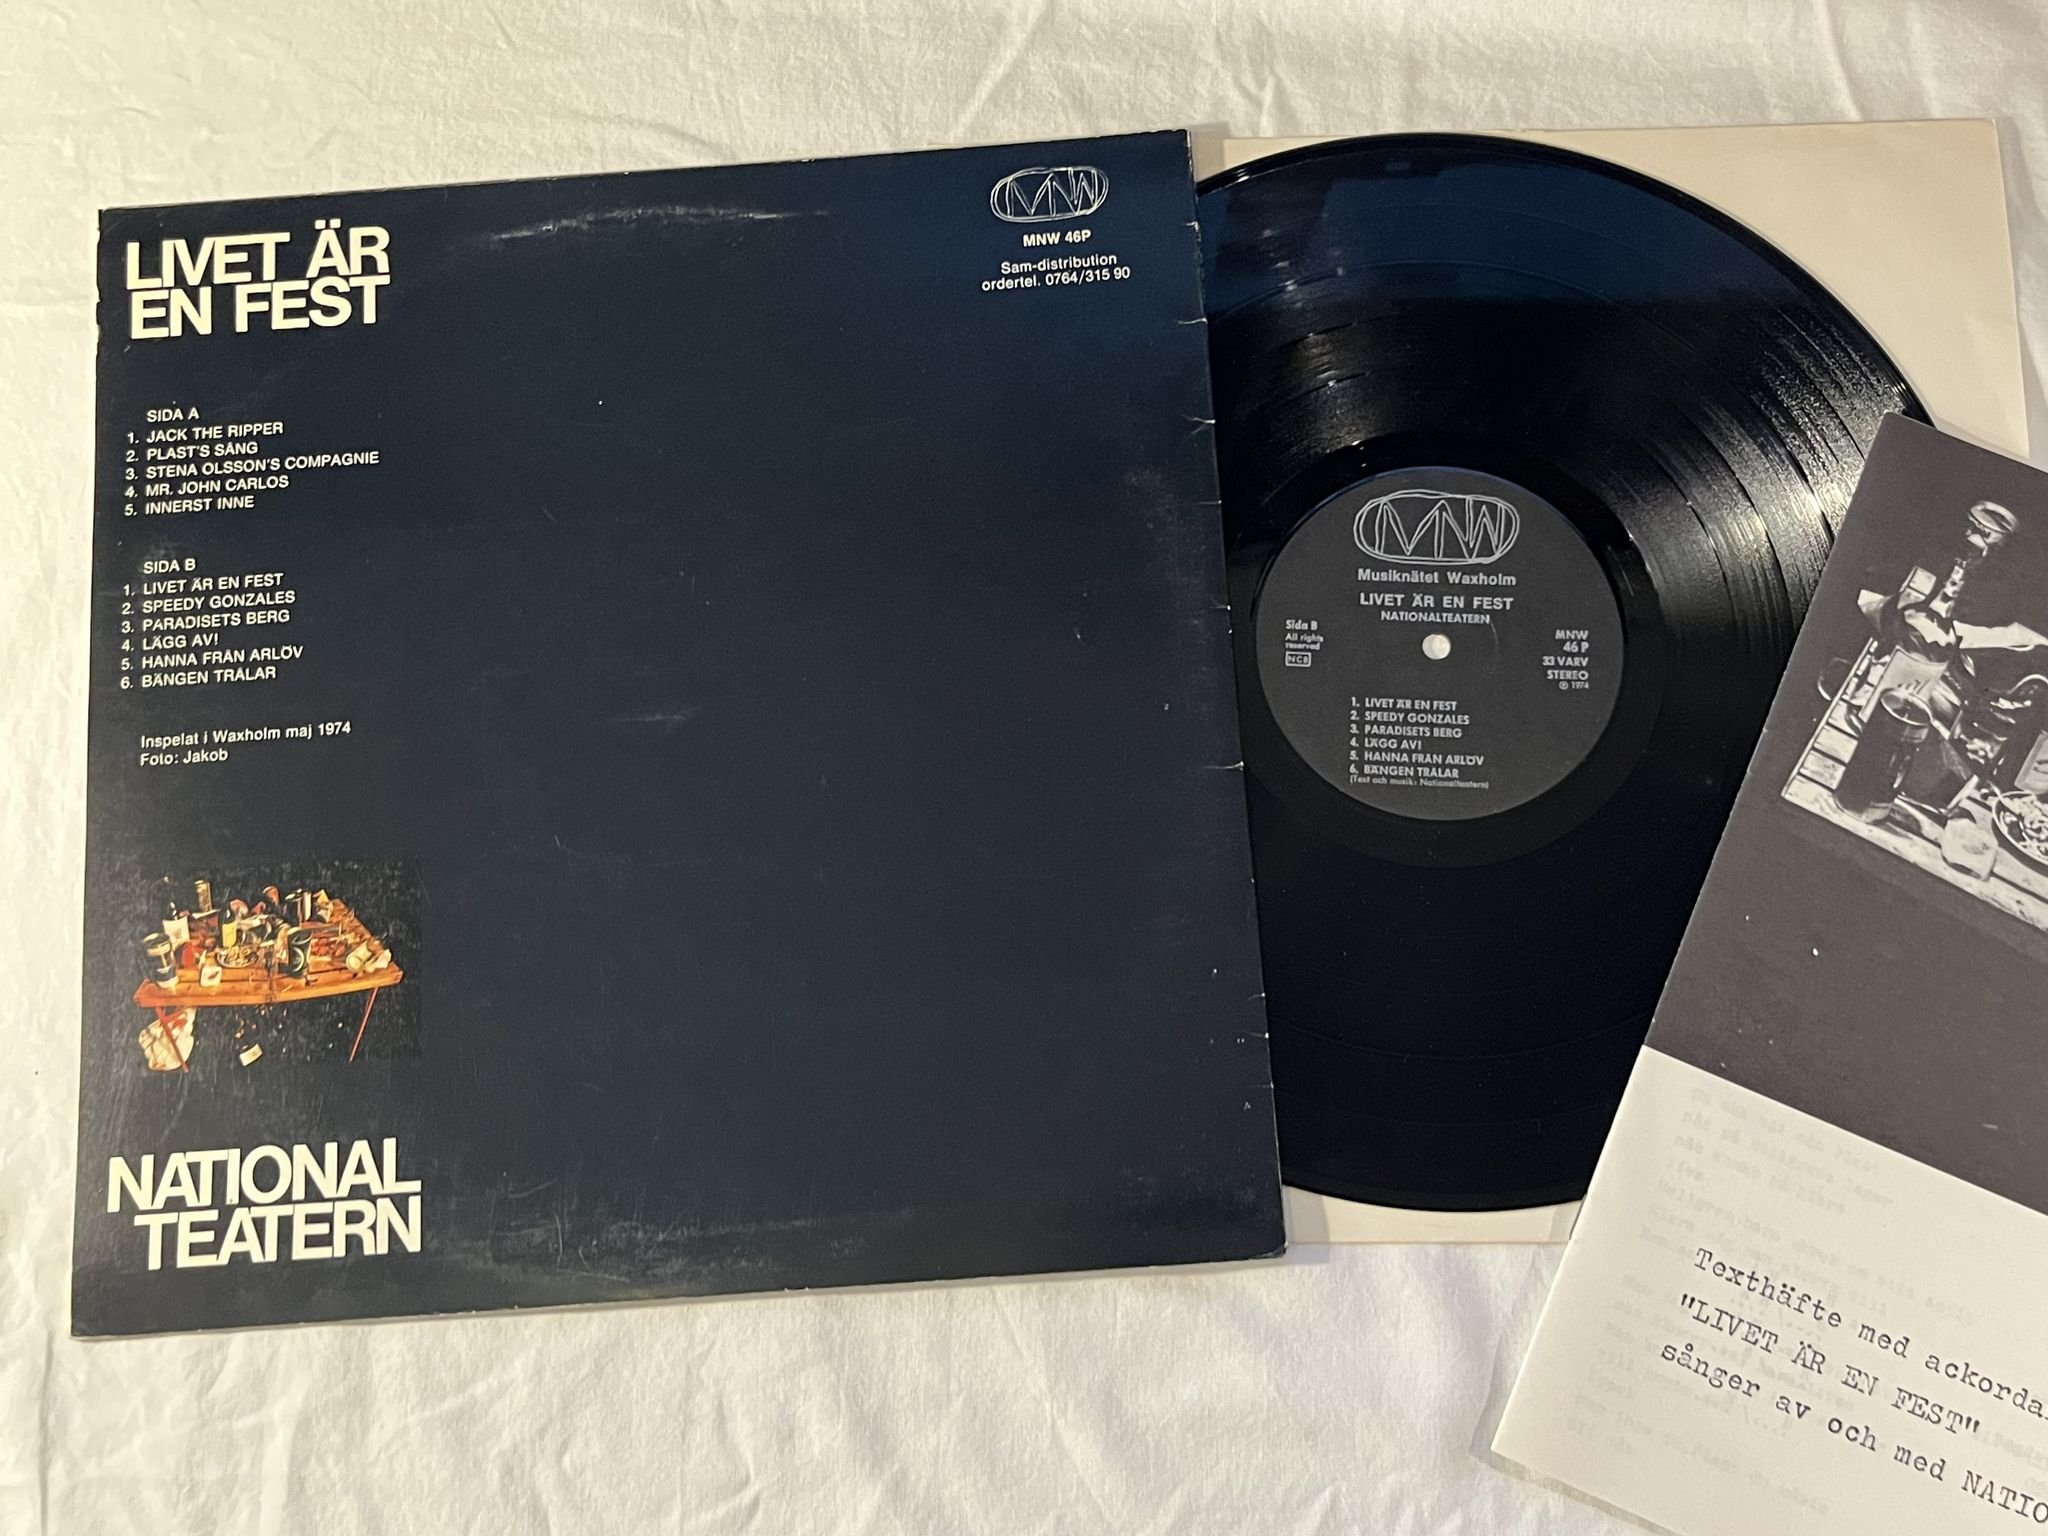 LIVET ÄR
EN FEST
SIDA A
1. JACK THE RIPPER
2. PLAST'S SÅNG
3. STENA OLSSON'S COMPAGNIE
4. MR. JOHN CARLOS
5. INNERST INNE
SIDA B
1. LIVET ÄR EN FEST
2. SPEEDY GONZALES
3. PARADISETS BERG
4. LÄGG AV!
5. HANNA FRÅN ARLÖV
6. BÄNGEN TRÅLAR
Inspelat i Waxholm maj 1974
Foto: Jakob
NATIONAL
TEATERN
MNW
MNW 46P
Sam-distribution
ordertel. 0764/315 90
MNW
Musiknätet Waxholm
LIVET ÄR EN FEST
NATIONALTEATERN
Sida B
All rights
reserved
NCB
MNW
46 P
33 VARV
STEREO
℗ 1974
1. LIVET ÄR EN FEST
2. SPEEDY GONZALES
3. PARADISETS BERG
4. LÄGG AV!
5. HANNA FRÅN ARLÖV
6. BÄNGEN TRÅLAR
(Text och musik: Nationalteatern)
Texthäfte med ackorda
"LIVET ÄR EN FEST"
sånger av och med NATIO